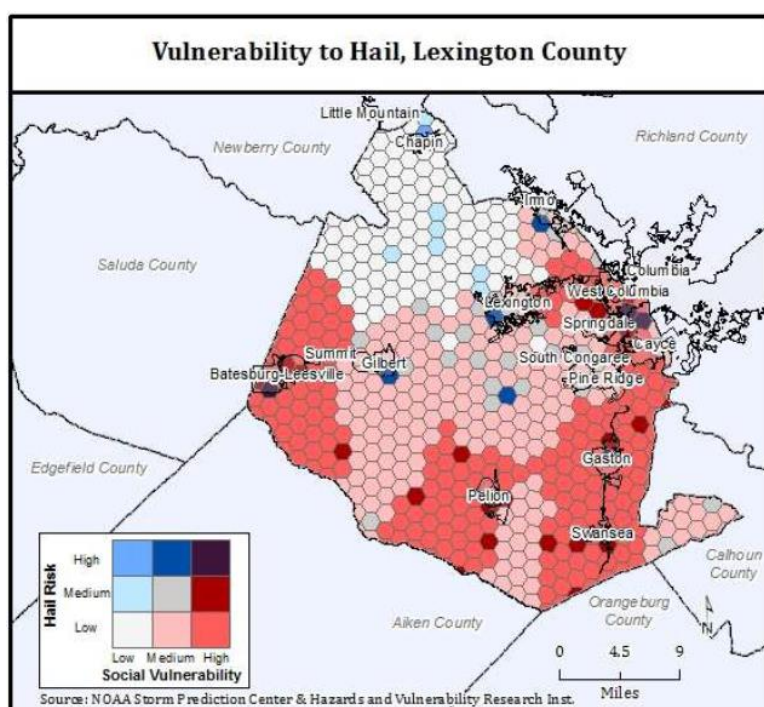 Vulnerability to Hail, Lexington County
Little Mountain
Newberry County
Chapin
Richland County
Irmo
Saluda County
Columbia
West Columbia
Lexington
Springdale
Cayce
Summit
South Congaree
Gilbert
Batesburg-Leesville
Pine Ridge
Edgefield County
Gaston
Pelion
Swansea
Calhoun
County
Aiken County
Orangeburg
County
N
Hail Risk
High
Medium
Low
Low Medium High
Social Vulnerability
0 4.5 9
Miles
Source: NOAA Storm Prediction Center & Hazards and Vulnerability Research Inst.